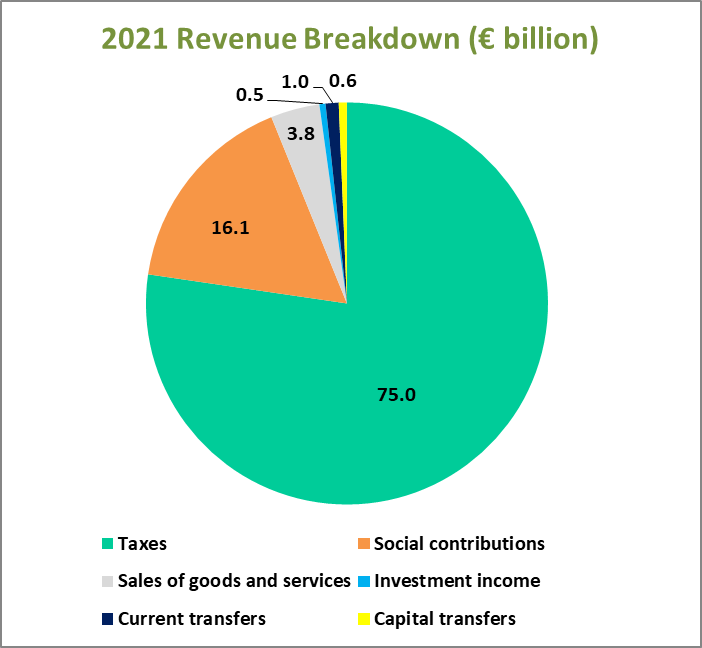 2021 Revenue Breakdown (€ billion)
0.5
1.0
0.6
3.8
16.1
75.0
Taxes
Social contributions
Sales of goods and services
Investment income
Current transfers
Capital transfers